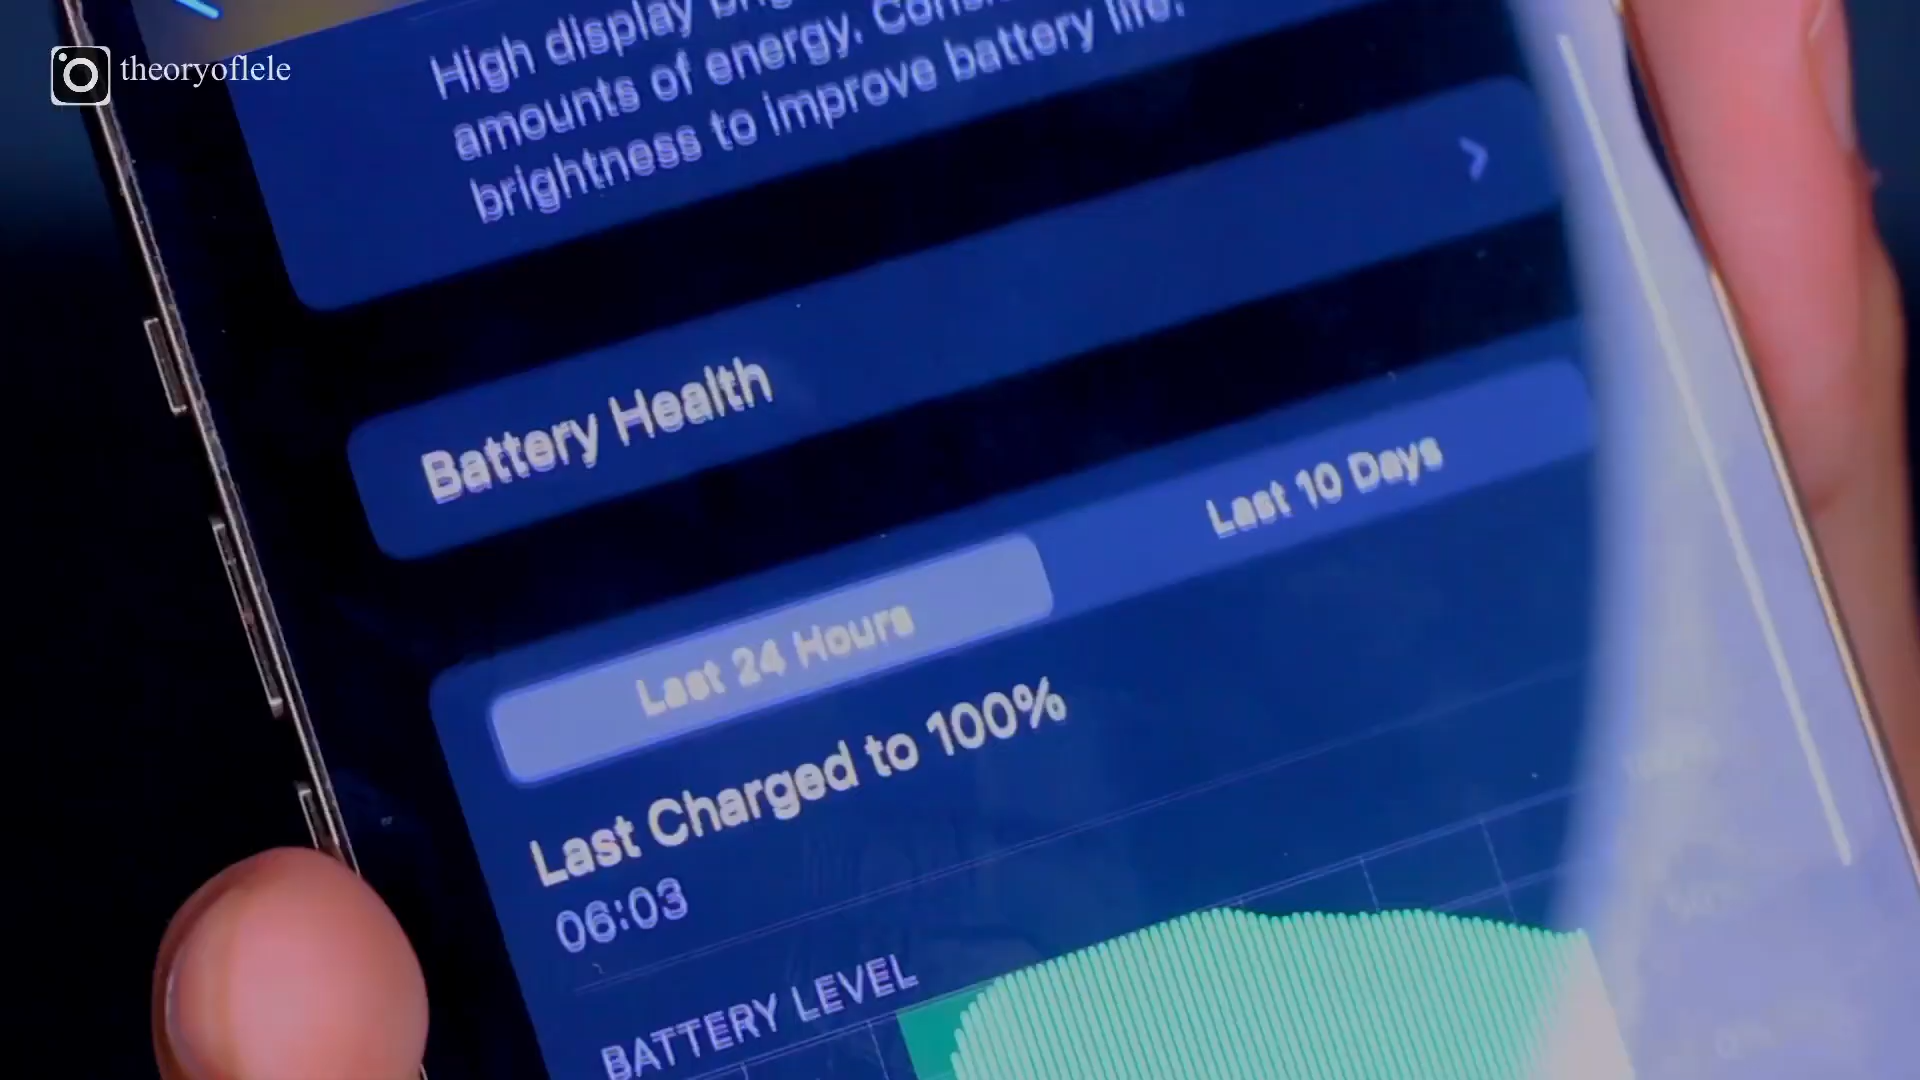 theoryoflele
High display
amounts of energy.
brightness to improve battery life.
Battery Health
Last 24 Hours
Last 10 Days
Last Charged to 100%
06:03
BATTERY LEVEL